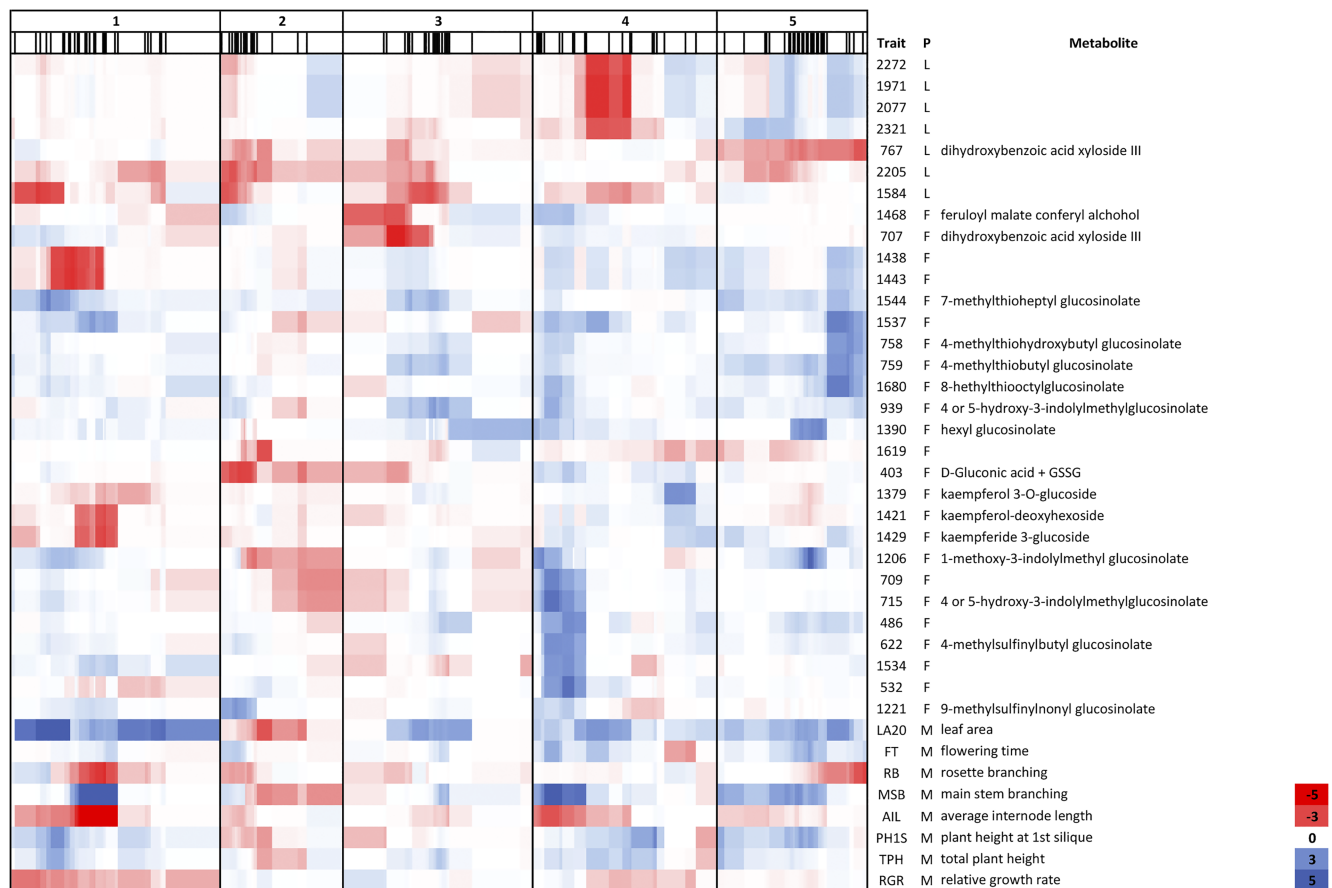 1 2 3 4 5
Trait P Metabolite
2272 L
1971 L
2077 L
2321 L
767 L dihydroxybenzoic acid xyloside III
2205 L
1584 L
1468 F feruloyl malate conferyl alchohol
707 F dihydroxybenzoic acid xyloside III
1438 F
1443 F
1544 F 7-methylthioheptyl glucosinolate
1537 F
758 F 4-methylthiohydroxybutyl glucosinolate
759 F 4-methylthiobutyl glucosinolate
1680 F 8-hethylthiooctylglucosinolate
939 F 4 or 5-hydroxy-3-indolylmethylglucosinolate
1390 F hexyl glucosinolate
1619 F
403 F D-Gluconic acid + GSSG
1379 F kaempferol 3-O-glucoside
1421 F kaempferol-deoxyhexoside
1429 F kaempferide 3-glucoside
1206 F 1-methoxy-3-indolylmethyl glucosinolate
709 F
715 F 4 or 5-hydroxy-3-indolylmethylglucosinolate
486 F
622 F 4-methylsulfinylbutyl glucosinolate
1534 F
532 F
1221 F 9-methylsulfinylnonyl glucosinolate
LA20 M leaf area
FT M flowering time
RB M rosette branching
MSB M main stem branching -5
AIL M average internode length -3
PH1S M plant height at 1st silique 0
TPH M total plant height 3
RGR M relative growth rate 5